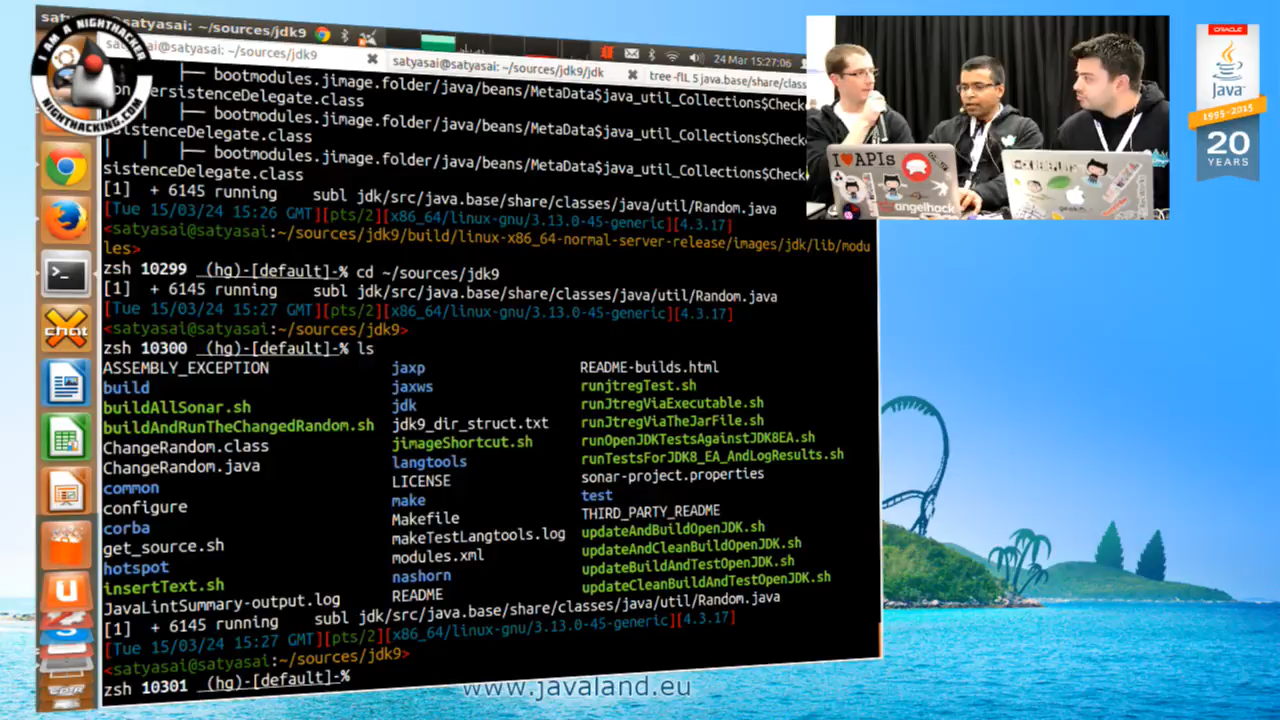 satyasai: ~/sources/jdk9
24 Mar 15:27:06
satyasai@satyasai: ~/sources/jdk9
satyasai@satyasai: ~/sources/jdk9/jdk
tree -fiL 5 java.base/share/class
I AM A NIGHTHACKER
NIGHTHACKING.COM
├── bootmodules.jimage.folder/java/beans/MetaData$java_util_Collections$Check
on ersistenceDelegate.class
├── bootmodules.jimage.folder/java/beans/MetaData$java_util_Collections$Checke
istenceDelegate.class
│ │ ├── bootmodules.jimage.folder/java/beans/MetaData$java_util_Collections$Checke
sistenceDelegate.class
[1] + 6145 running subl jdk/src/java.base/share/classes/java/util/Random.java
[Tue 15/03/24 15:26 GMT][pts/2][x86_64/linux-gnu/3.13.0-45-generic][4.3.17]
<satyasai@satyasai:~/sources/jdk9/build/linux-x86_64-normal-server-release/images/jdk/lib/modu
les>
zsh 10299 (hg)-[default]-% cd ~/sources/jdk9
[1] + 6145 running subl jdk/src/java.base/share/classes/java/util/Random.java
[Tue 15/03/24 15:27 GMT][pts/2][x86_64/linux-gnu/3.13.0-45-generic][4.3.17]
<satyasai@satyasai:~/sources/jdk9>
zsh 10300 (hg)-[default]-% ls
ASSEMBLY_EXCEPTION jaxp README-builds.html
build jaxws runjtregTest.sh
buildAllSonar.sh jdk runJtregViaExecutable.sh
buildAndRunTheChangedRandom.sh jdk9_dir_struct.txt runJtregViaTheJarFile.sh
ChangeRandom.class jimageShortcut.sh runOpenJDKTestsAgainstJDK8EA.sh
ChangeRandom.java langtools runTestsForJDK8_EA_AndLogResults.sh
common LICENSE sonar-project.properties
configure make test
corba Makefile THIRD_PARTY_README
get_source.sh makeTestLangtools.log updateAndBuildOpenJDK.sh
hotspot modules.xml updateAndCleanBuildOpenJDK.sh
insertText.sh nashorn updateBuildAndTestOpenJDK.sh
JavaLintSummary-output.log README updateCleanBuildAndTestOpenJDK.sh
[1] + 6145 running subl jdk/src/java.base/share/classes/java/util/Random.java
[Tue 15/03/24 15:27 GMT][pts/2][x86_64/linux-gnu/3.13.0-45-generic][4.3.17]
<satyasai@satyasai:~/sources/jdk9>
zsh 10301 (hg)-[default]-%
chat
I ♥ APIs
angelhack
ORACLE
Java
1995-2015
20
YEARS
www.javaland.eu